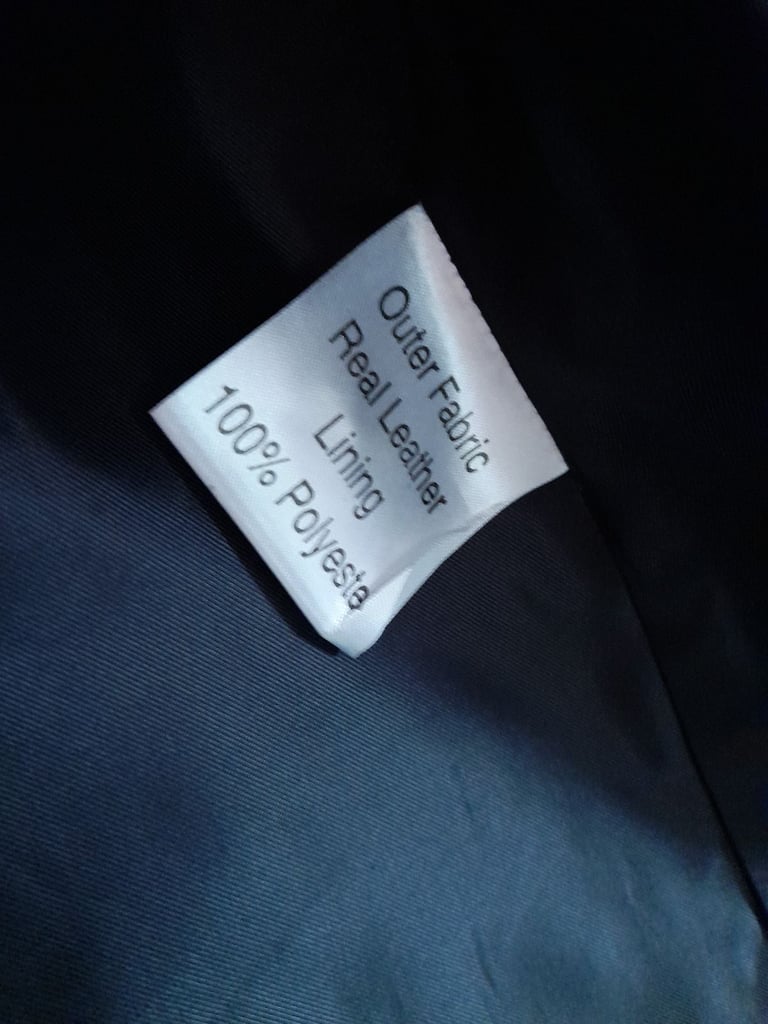 Outer Fabric
Real Leather
Lining
100% Polyeste